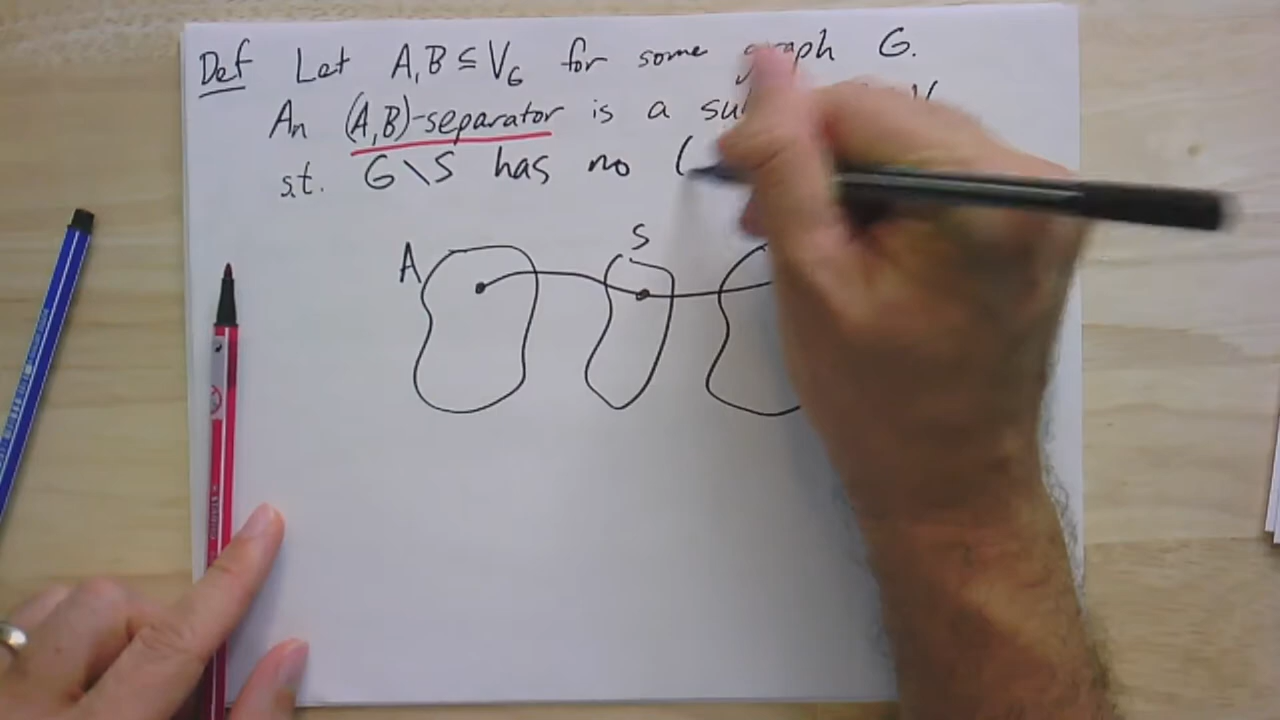 Def Let A,B ⊆ V_G for some graph G.
An (A,B)-separator is a
s.t. G\S has no (
S
A